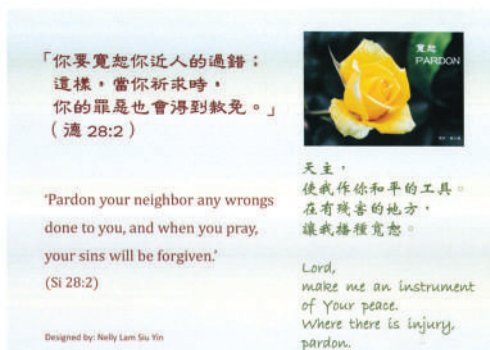 「你要寬恕你近人的過錯；
這樣，當你祈求時，
你的罪惡也會得到赦免。」
（德 28:2）
'Pardon your neighbor any wrongs
done to you, and when you pray,
your sins will be forgiven.'
(Si 28:2)
Designed by: Nelly Lam Siu Yin
寬恕
PARDON
天主，
使我作你和平的工具。
在有殘害的地方，
讓我播種寬恕。
Lord,
make me an instrument
of Your peace.
Where there is injury,
pardon.